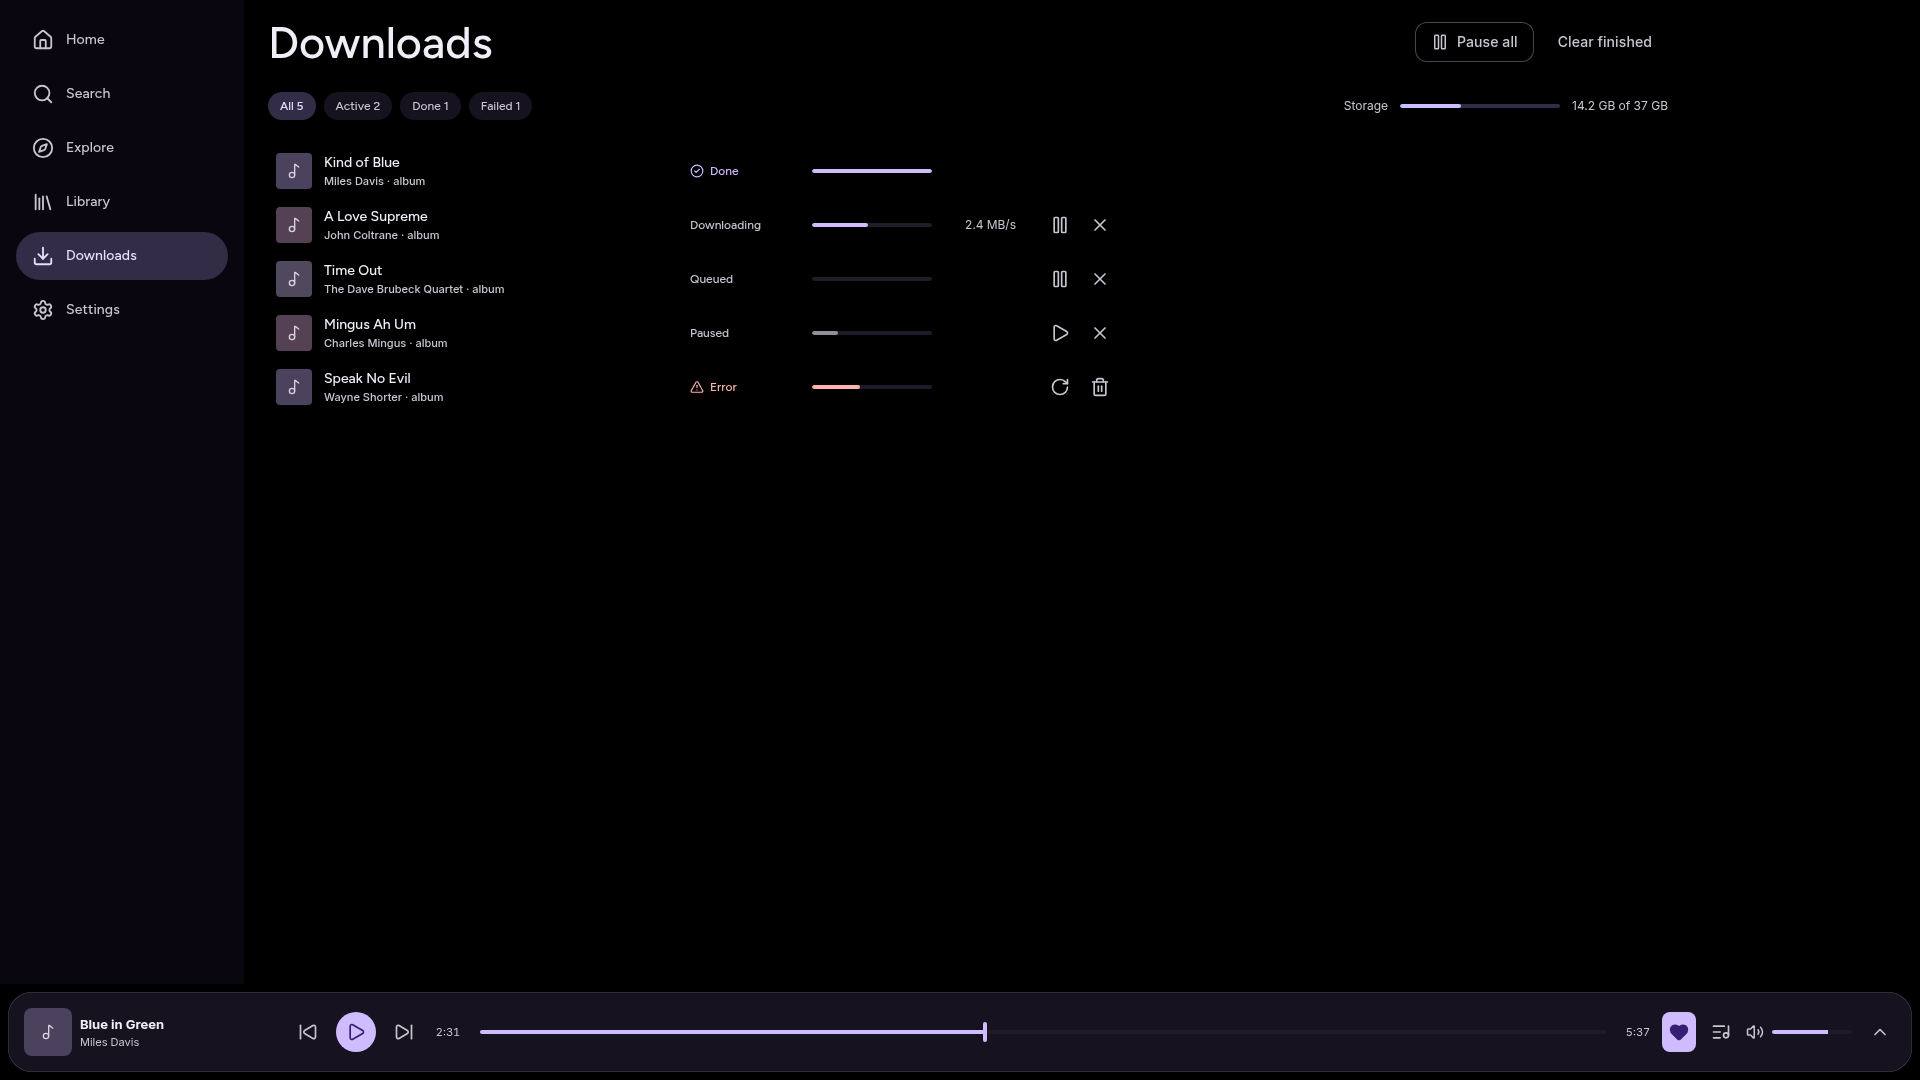 Home
Search
Explore
Library
Downloads
Settings
Downloads
Pause all
Clear finished
All 5
Active 2
Done 1
Failed 1
Storage
14.2 GB of 37 GB
Kind of Blue
Miles Davis · album
Done
A Love Supreme
John Coltrane · album
Downloading
2.4 MB/s
Time Out
The Dave Brubeck Quartet · album
Queued
Mingus Ah Um
Charles Mingus · album
Paused
Speak No Evil
Wayne Shorter · album
Error
Blue in Green
Miles Davis
2:31
5:37